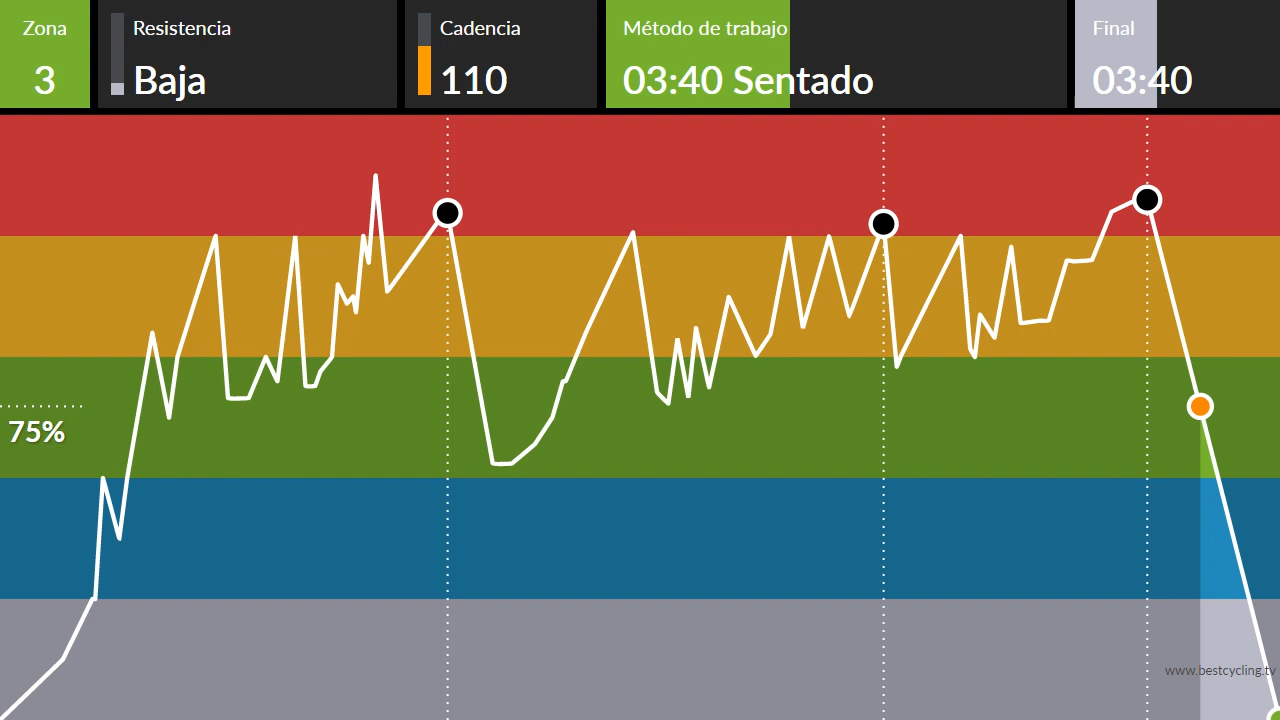 Zona
3
Resistencia
Baja
Cadencia
110
Método de trabajo
03:40 Sentado
Final
03:40
75%
www.bestcycling.tv